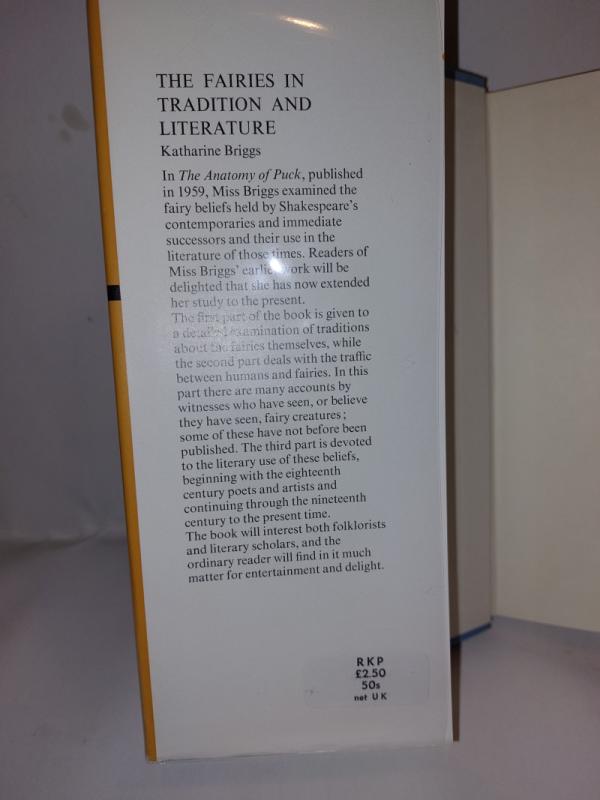 THE FAIRIES IN
TRADITION AND
LITERATURE
Katharine Briggs
In The Anatomy of Puck, published
in 1959, Miss Briggs examined the
fairy beliefs held by Shakespeare's
contemporaries and immediate
successors and their use in the
literature of those times. Readers of
Miss Briggs' earlier work will be
delighted that she has now extended
her study to the present.
The first part of the book is given to
a detailed examination of traditions
about the fairies themselves, while
the second part deals with the traffic
between humans and fairies. In this
part there are many accounts by
witnesses who have seen, or believe
they have seen, fairy creatures;
some of these have not before been
published. The third part is devoted
to the literary use of these beliefs,
beginning with the eighteenth
century poets and artists and
continuing through the nineteenth
century to the present time.
The book will interest both folklorists
and literary scholars, and the
ordinary reader will find in it much
matter for entertainment and delight.
RKP
£2.50
50s
net UK